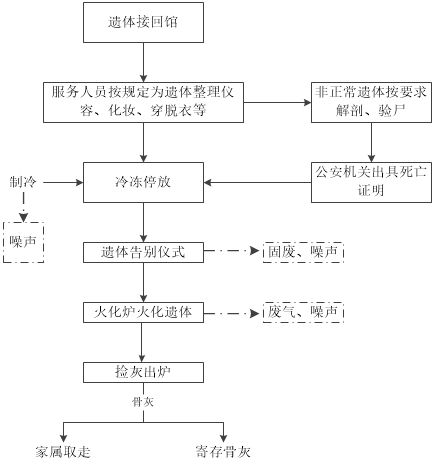 遗体接回馆
服务人员按规定为遗体整理仪
容、化妆、穿脱衣等
非正常遗体按要求
解剖、验尸
制冷
冷冻停放
公安机关出具死亡
证明
噪声
遗体告别仪式
固废、噪声
火化炉火化遗体
废气、噪声
捡灰出炉
骨灰
家属取走
寄存骨灰